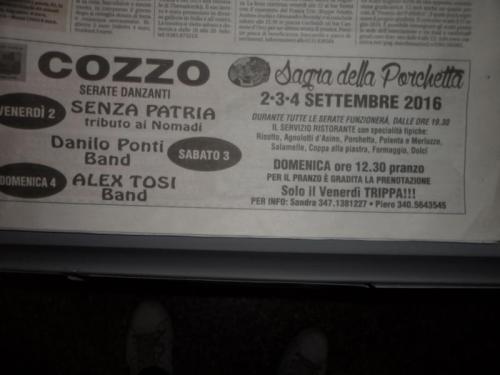 COZZO
SERATE DANZANTI
VENERDÌ 2
SENZA PATRIA
tributo ai Nomadi
Danilo Ponti
Band
SABATO 3
DOMENICA 4
ALEX TOSI
Band
Sagra della Porchetta
2-3-4 SETTEMBRE 2016
DURANTE TUTTE LE SERATE FUNZIONERÀ, DALLE ORE 19.30
IL SERVIZIO RISTORANTE con specialità tipiche:
Risotto, Agnolotti d'Asino, Porchetta, Polenta e Merluzzo,
Salamelle, Coppa alla piastra, Formaggio, Dolci
DOMENICA ore 12.30 pranzo
PER IL PRANZO È GRADITA LA PRENOTAZIONE
Solo il Venerdì TRIPPA!!!
PER INFO: Sandra 347.1381227 • Piero 340.5643545